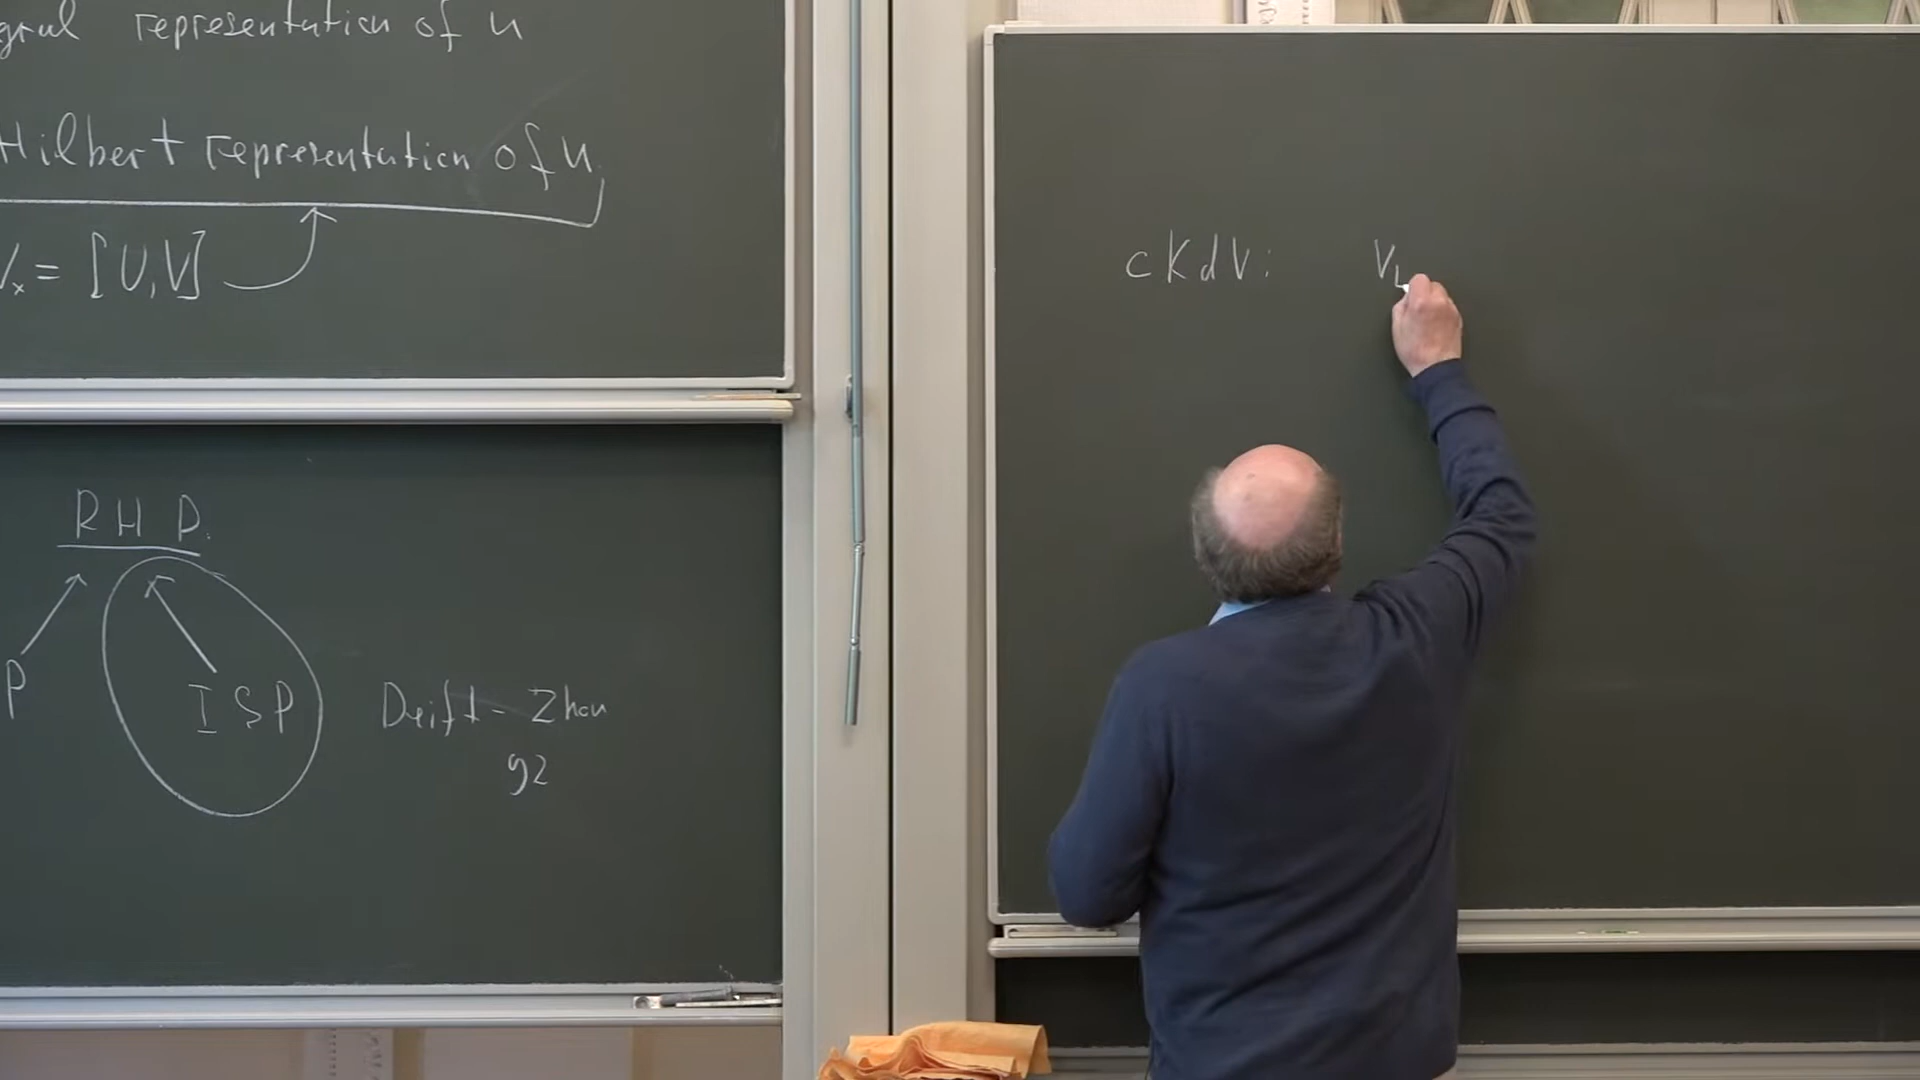 representation of u
Hilbert representation of u
x = [U,V]
RHP.
P
ISP
Deift - Zhou
92
cKdV:
V